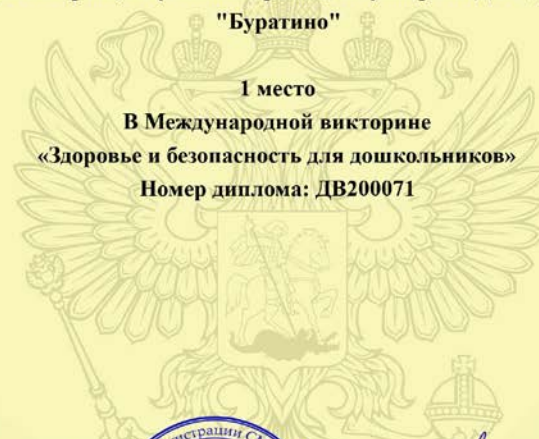 "Буратино"
1 место
В Международной викторине
«Здоровье и безопасность для дошкольников»
Номер диплома: ДВ200071